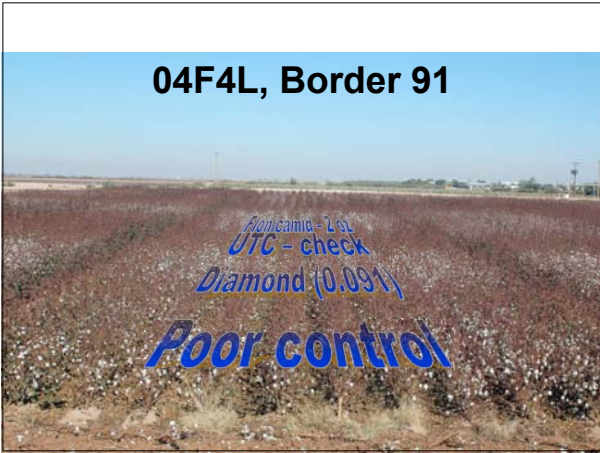 04F4L, Border 91
Flonicamid – 2 oz
UTC – check
Diamond (0.091)
Poor control